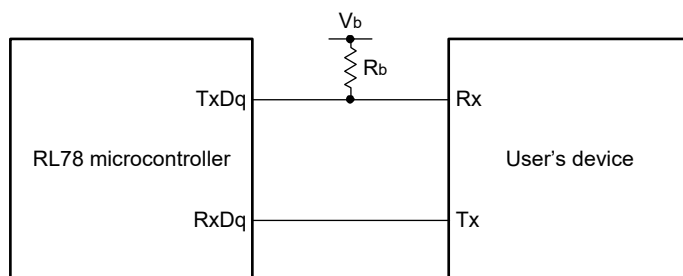 Vb
Rb
TxDq
Rx
RL78 microcontroller
User's device
RxDq
Tx